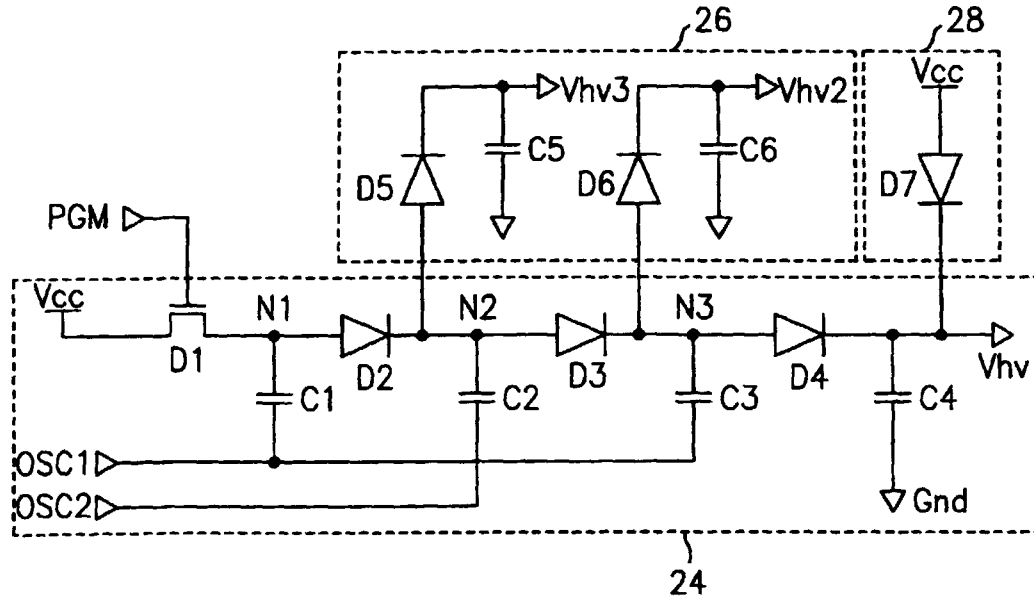 26
28
Vcc
Vhv3
Vhv2
C5
C6
D5
D6
D7
PGM
Vcc
N1
N2
N3
D1
D2
D3
D4
Vhv
C1
C2
C3
C4
OSC1
OSC2
Gnd
24